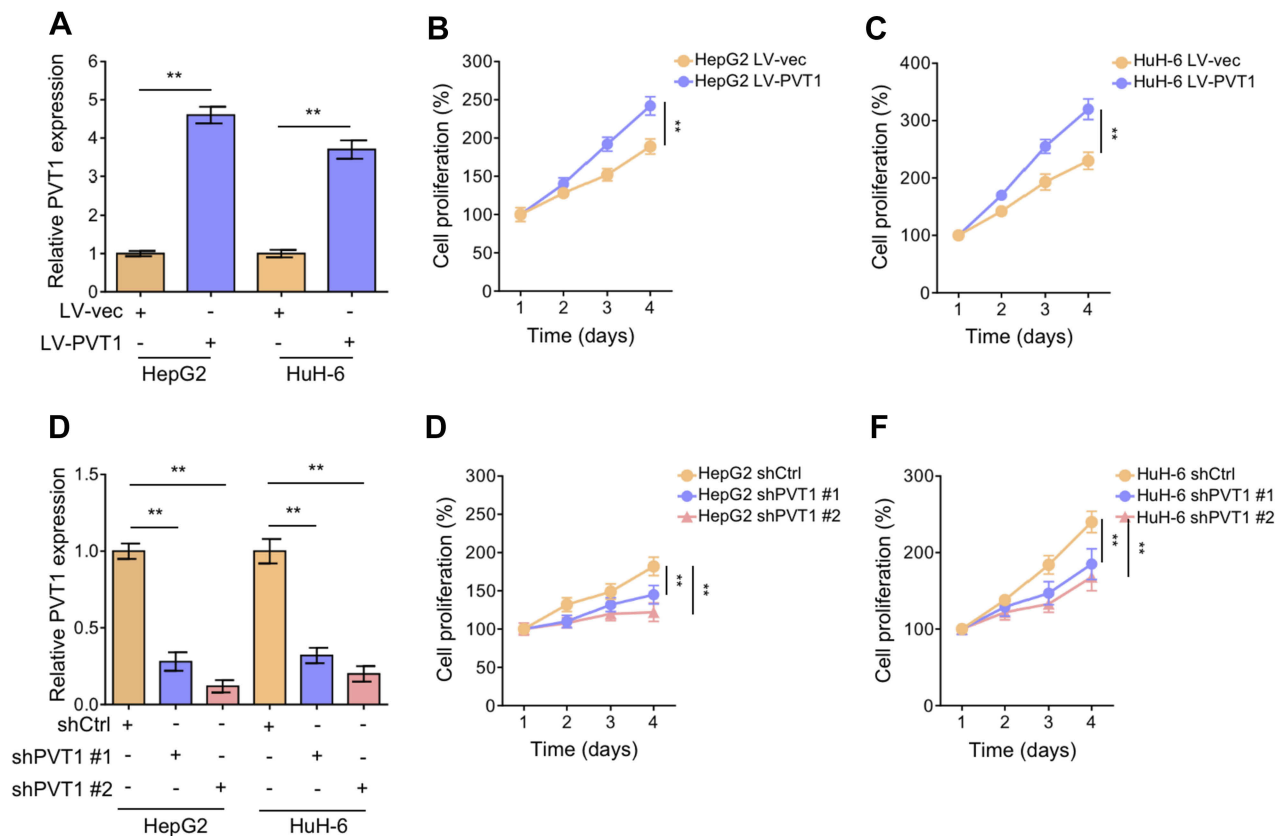 A
Relative PVT1 expression
6
5
4
3
2
1
0
**
**
LV-vec + - + -
LV-PVT1 - + - +
HepG2 HuH-6
B
Cell proliferation (%)
300
250
200
150
100
50
0
HepG2 LV-vec
HepG2 LV-PVT1
**
1 2 3 4
Time (days)
C
Cell proliferation (%)
400
300
200
100
0
HuH-6 LV-vec
HuH-6 LV-PVT1
**
1 2 3 4
Time (days)
D
Relative PVT1 expression
1.5
1.0
0.5
0.0
**
**
**
**
shCtrl + - - + - -
shPVT1 #1 - + - - + -
shPVT1 #2 - - + - - +
HepG2 HuH-6
D
Cell proliferation (%)
300
200
150
100
50
0
HepG2 shCtrl
HepG2 shPVT1 #1
HepG2 shPVT1 #2
**
**
1 2 3 4
Time (days)
F
Cell proliferation (%)
300
200
100
0
HuH-6 shCtrl
HuH-6 shPVT1 #1
HuH-6 shPVT1 #2
**
**
1 2 3 4
Time (days)